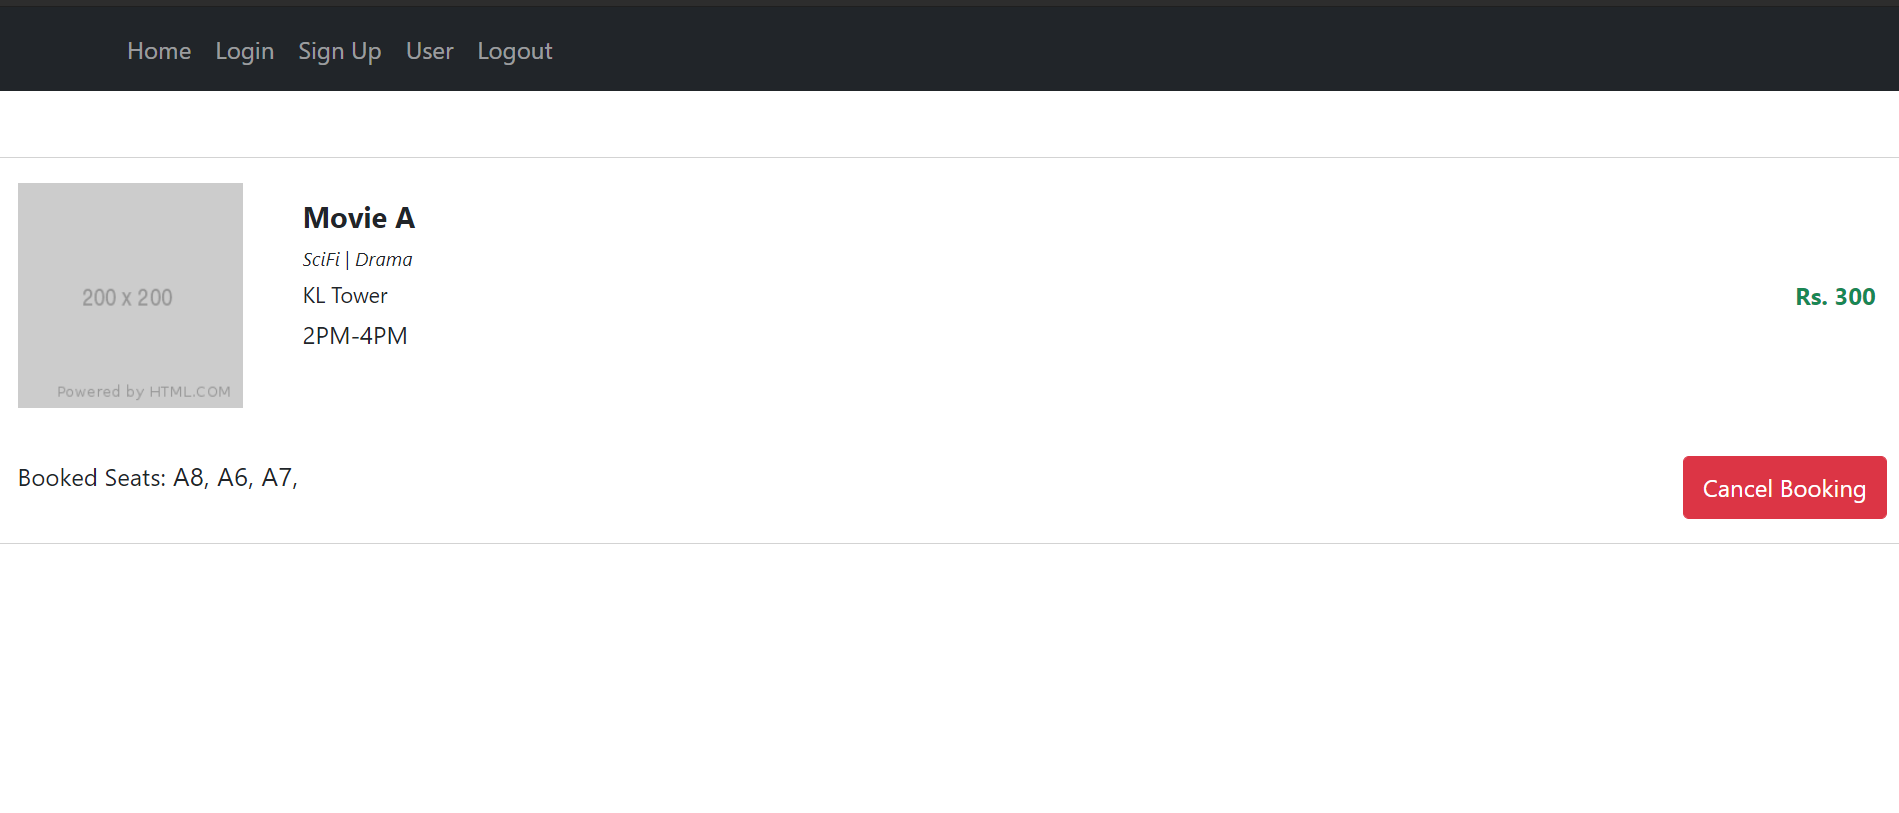 Home Login Sign Up User Logout
200 x 200
Powered by HTML.COM
Movie A
SciFi | Drama
KL Tower
2PM-4PM
Rs. 300
Booked Seats: A8, A6, A7,
Cancel Booking